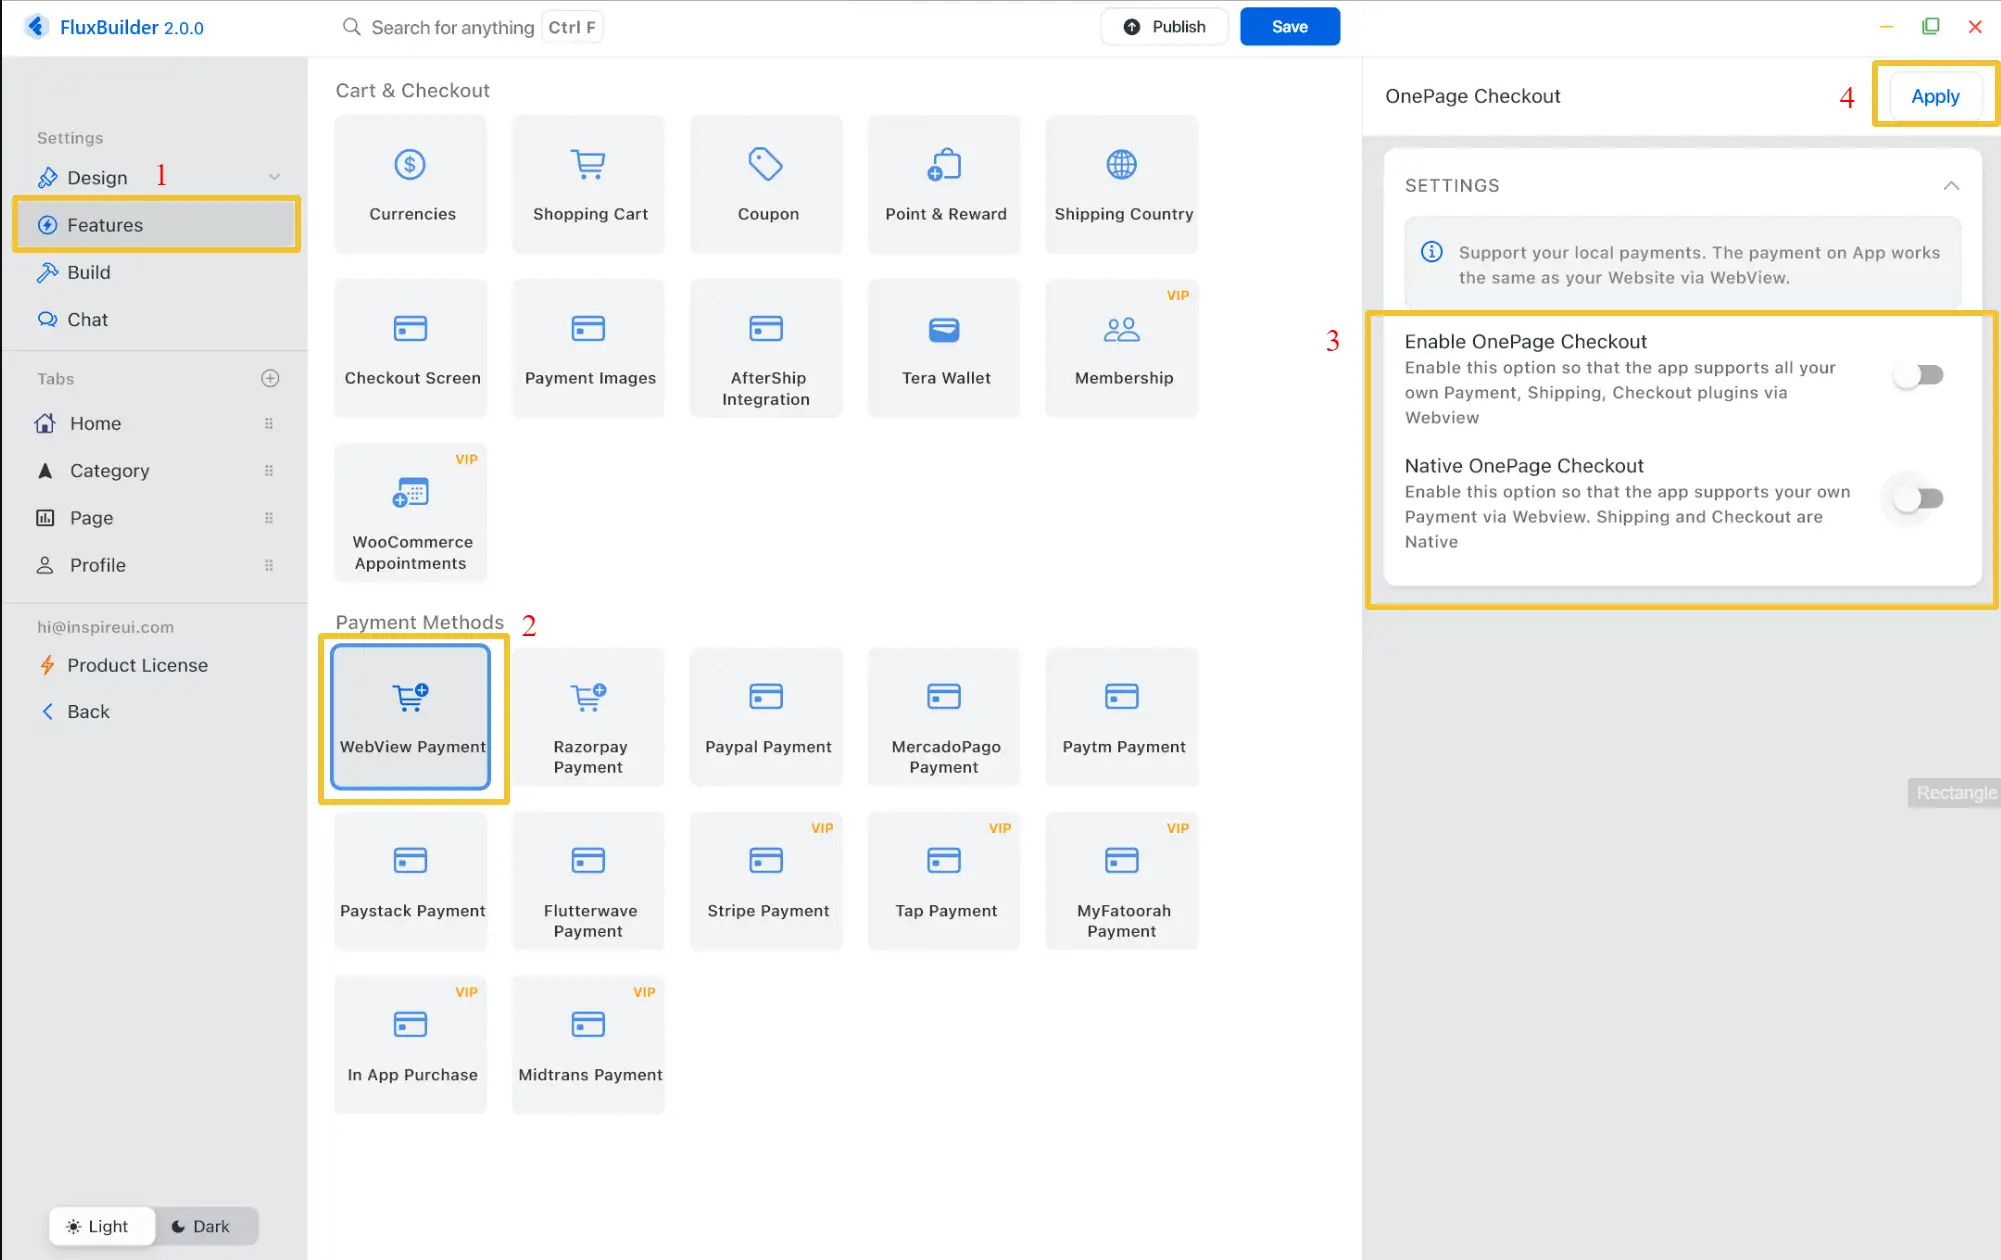 FluxBuilder 2.0.0
Search for anything Ctrl F
Publish
Save
Settings
Design
1
Features
Build
Chat
Tabs
Home
Category
Page
Profile
hi@inspireui.com
Product License
Back
Light
Dark
Cart & Checkout
Currencies
Shopping Cart
Coupon
Point & Reward
Shipping Country
Checkout Screen
Payment Images
AfterShip
Integration
Tera Wallet
VIP
Membership
VIP
WooCommerce
Appointments
Payment Methods
2
WebView Payment
Razorpay
Payment
Paypal Payment
MercadoPago
Payment
Paytm Payment
Paystack Payment
Flutterwave
Payment
VIP
Stripe Payment
VIP
Tap Payment
VIP
MyFatoorah
Payment
VIP
In App Purchase
VIP
Midtrans Payment
OnePage Checkout
4
Apply
SETTINGS
Support your local payments. The payment on App works
the same as your Website via WebView.
3
Enable OnePage Checkout
Enable this option so that the app supports all your
own Payment, Shipping, Checkout plugins via
Webview
Native OnePage Checkout
Enable this option so that the app supports your own
Payment via Webview. Shipping and Checkout are
Native
Rectangle